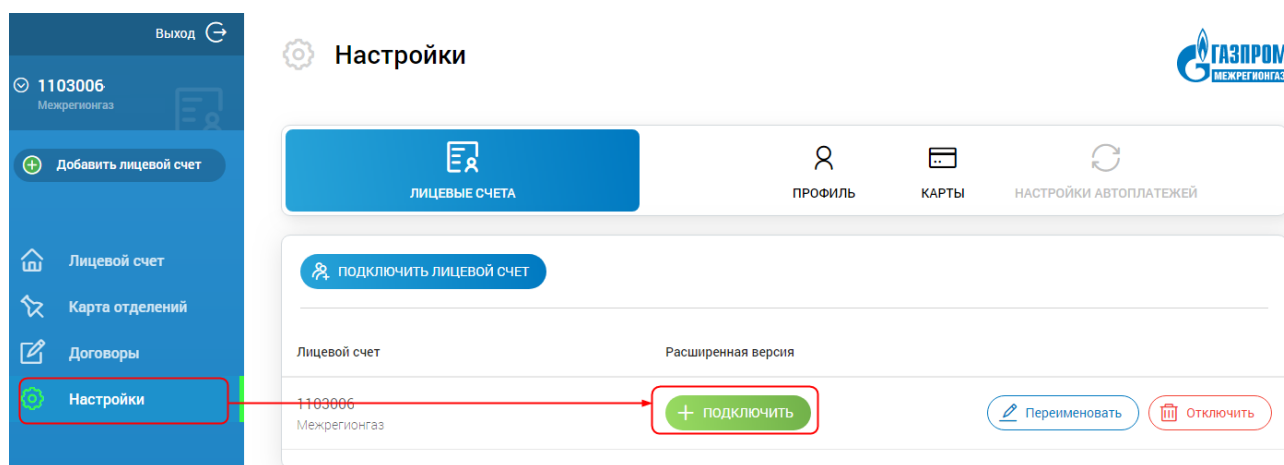 Выход
1103006
Межрегионгаз
Добавить лицевой счет
Лицевой счет
Карта отделений
Договоры
Настройки
Настройки
ГАЗПРОМ
МЕЖРЕГИОНГАЗ
ЛИЦЕВЫЕ СЧЕТА
ПРОФИЛЬ
КАРТЫ
НАСТРОЙКИ АВТОПЛАТЕЖЕЙ
ПОДКЛЮЧИТЬ ЛИЦЕВОЙ СЧЕТ
Лицевой счет Расширенная версия
1103006
Межрегионгаз
ПОДКЛЮЧИТЬ
Переименовать
Отключить